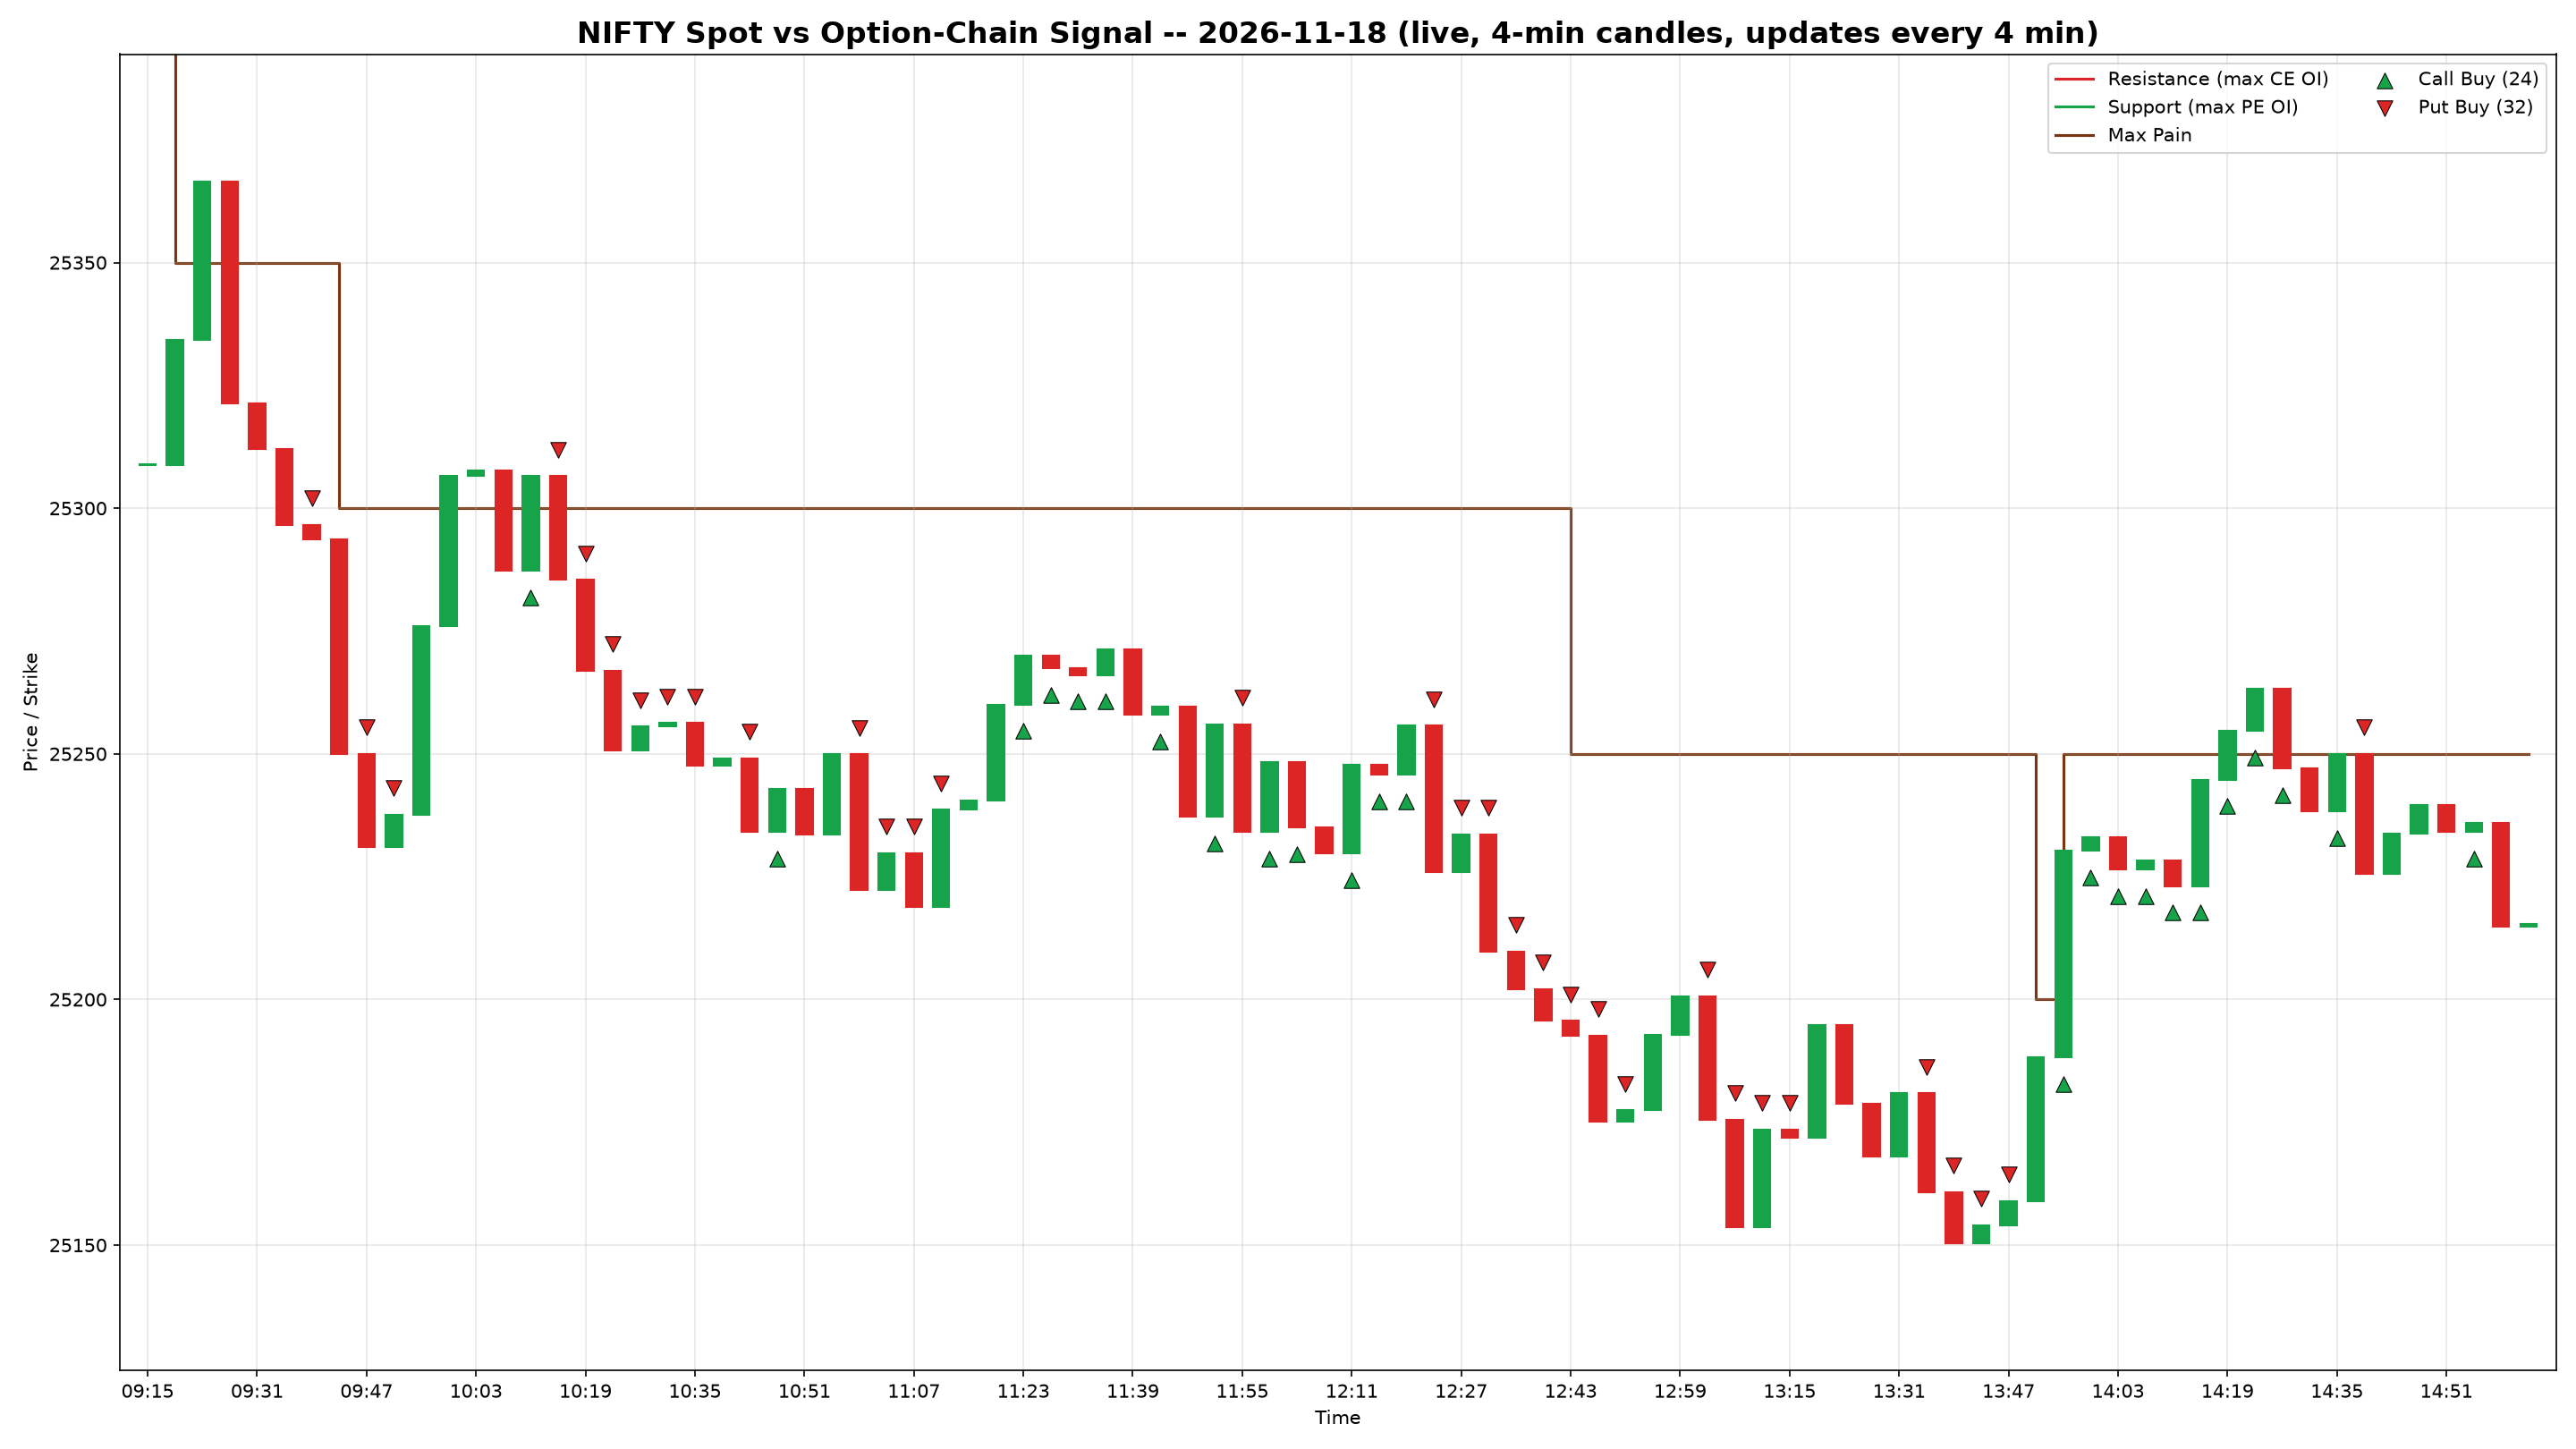 NIFTY Spot vs Option-Chain Signal -- 2026-11-18 (live, 4-min candles, updates every 4 min)
Resistance (max CE OI)
Support (max PE OI)
Max Pain
Call Buy (24)
Put Buy (32)
Price / Strike
25350
25300
25250
25200
25150
09:15 09:31 09:47 10:03 10:19 10:35 10:51 11:07 11:23 11:39 11:55 12:11 12:27 12:43 12:59 13:15 13:31 13:47 14:03 14:19 14:35 14:51
Time